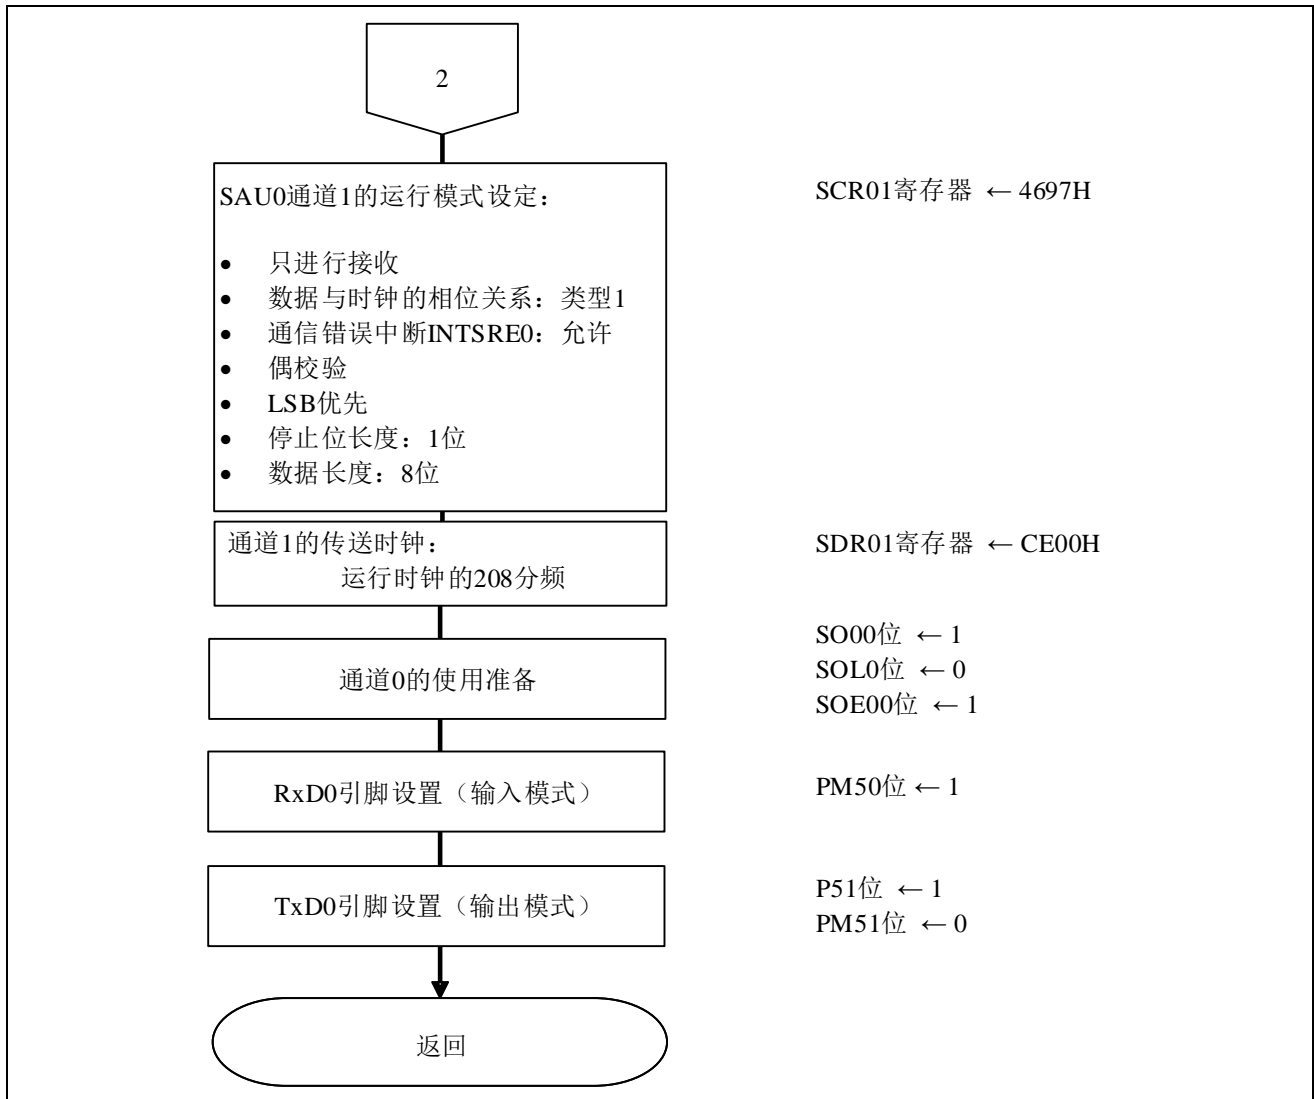 2
SAU0通道1的运行模式设定：
SCR01寄存器 ← 4697H
• 只进行接收
• 数据与时钟的相位关系：类型1
• 通信错误中断INTSRE0：允许
• 偶校验
• LSB优先
• 停止位长度：1位
• 数据长度：8位
通道1的传送时钟：
运行时钟的208分频
SDR01寄存器 ← CE00H
通道0的使用准备
SO00位 ← 1
SOL0位 ← 0
SOE00位 ← 1
RxD0引脚设置（输入模式）
PM50位 ← 1
TxD0引脚设置（输出模式）
P51位 ← 1
PM51位 ← 0
返回